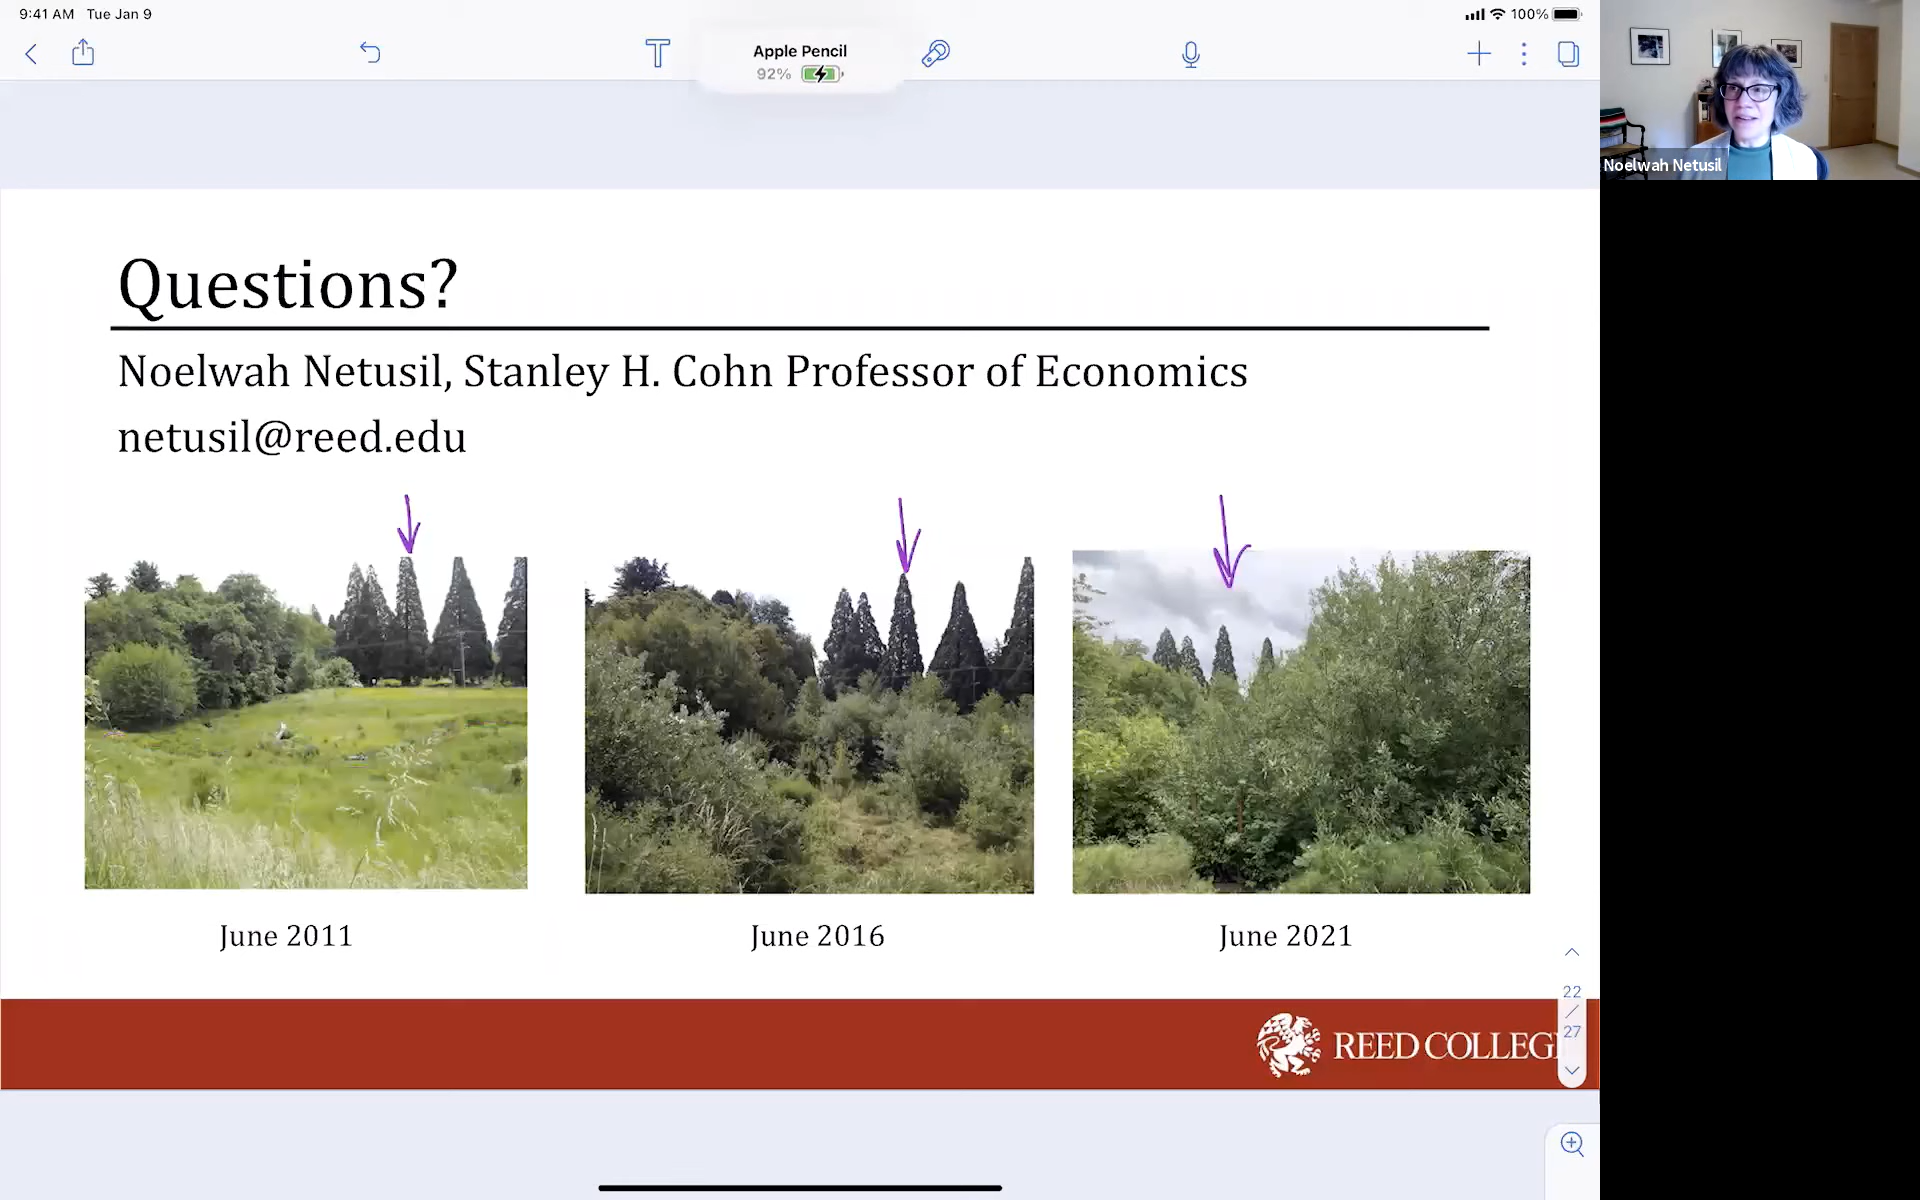 9:41 AM Tue Jan 9
100%
Apple Pencil
92%
Noelwah Netusil
Questions?
Noelwah Netusil, Stanley H. Cohn Professor of Economics
netusil@reed.edu
June 2011
June 2016
June 2021
22
/
27
REED COLLEGE